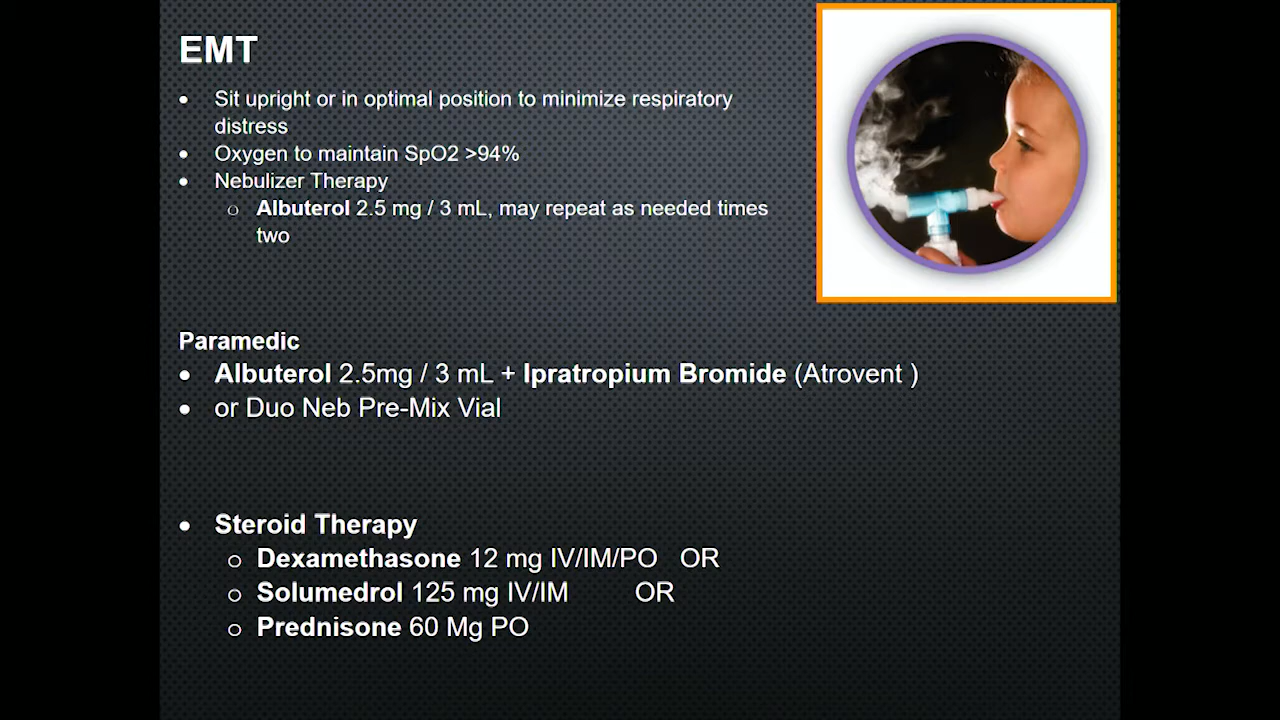 EMT
• Sit upright or in optimal position to minimize respiratory
distress
• Oxygen to maintain SpO2 >94%
• Nebulizer Therapy
o Albuterol 2.5 mg / 3 mL, may repeat as needed times
two
Paramedic
• Albuterol 2.5mg / 3 mL + Ipratropium Bromide (Atrovent )
• or Duo Neb Pre-Mix Vial
• Steroid Therapy
o Dexamethasone 12 mg IV/IM/PO OR
o Solumedrol 125 mg IV/IM OR
o Prednisone 60 Mg PO